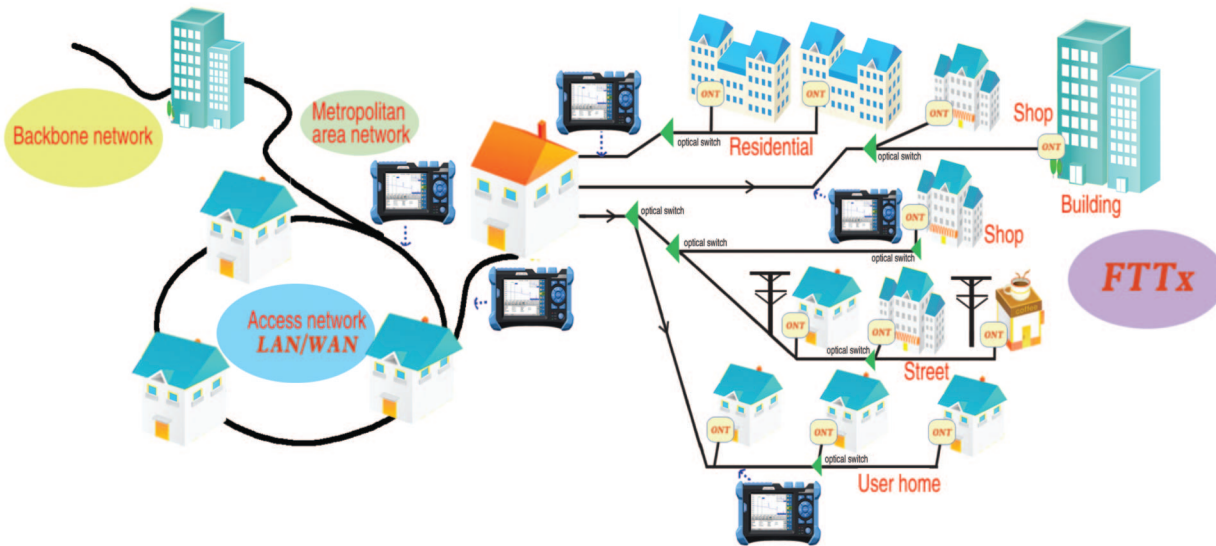 Backbone network
Metropolitan
area network
Access network
LAN/WAN
ONT
ONT
optical switch
Residential
ONT
Shop
optical switch
ONT
Building
optical switch
ONT
optical switch
Shop
optical switch
FTTx
ONT
ONT
ONT
optical switch
Street
ONT
ONT
ONT
optical switch
User home